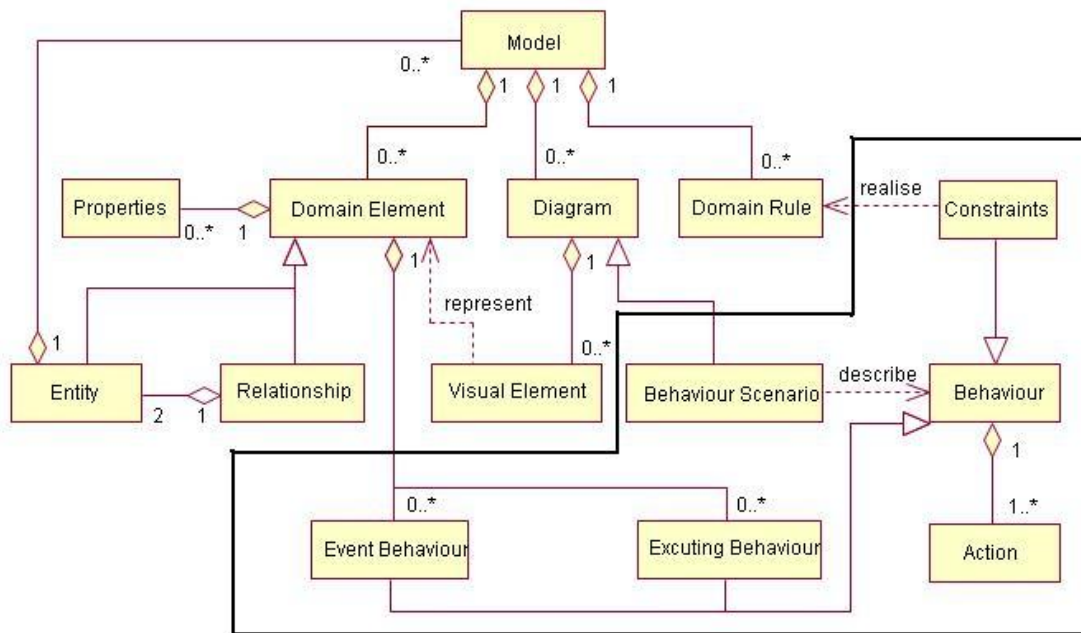 Model
0..*
1
1
1
0..*
0..*
0..*
realise
Properties
Domain Element
Diagram
Domain Rule
Constraints
0..*
1
1
1
represent
1
0..*
describe
Entity
Relationship
Visual Element
Behaviour Scenario
Behaviour
2
1
1
0..*
0..*
1..*
Event Behaviour
Excuting Behaviour
Action